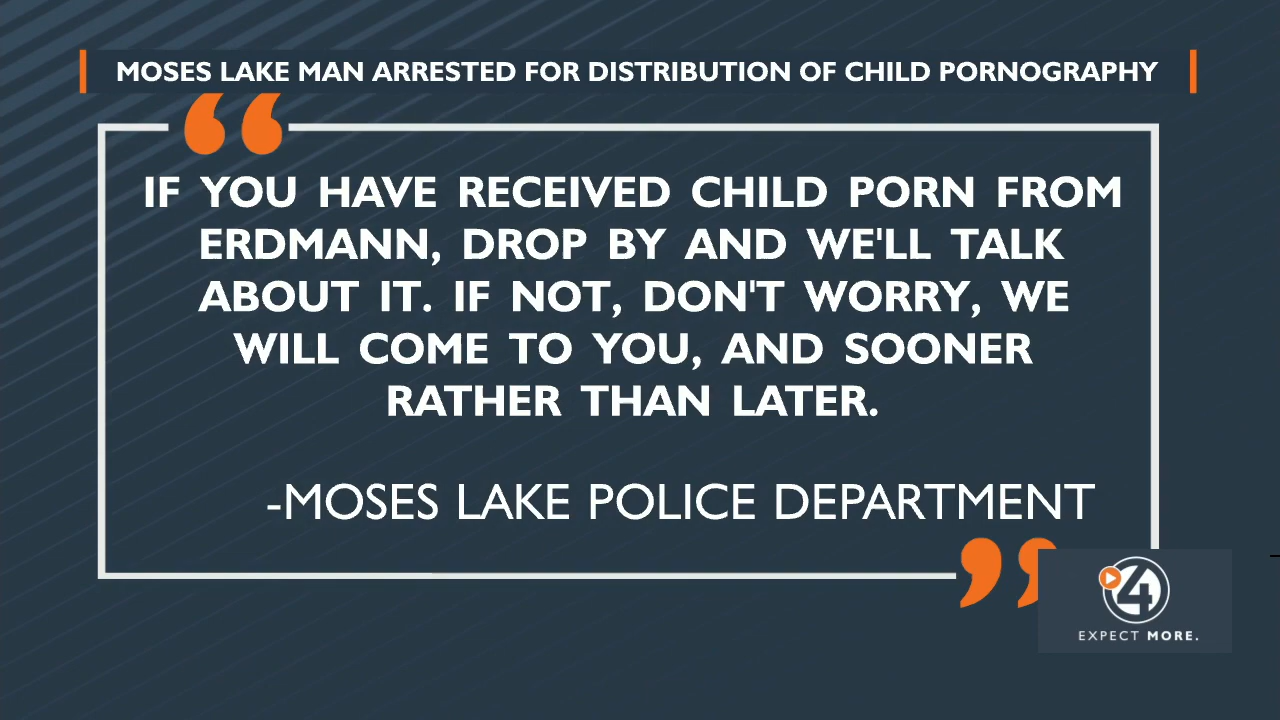 MOSES LAKE MAN ARRESTED FOR DISTRIBUTION OF CHILD PORNOGRAPHY
“
IF YOU HAVE RECEIVED CHILD PORN FROM
ERDMANN, DROP BY AND WE'LL TALK
ABOUT IT. IF NOT, DON'T WORRY, WE
WILL COME TO YOU, AND SOONER
RATHER THAN LATER.
-MOSES LAKE POLICE DEPARTMENT
”
4
EXPECT MORE.